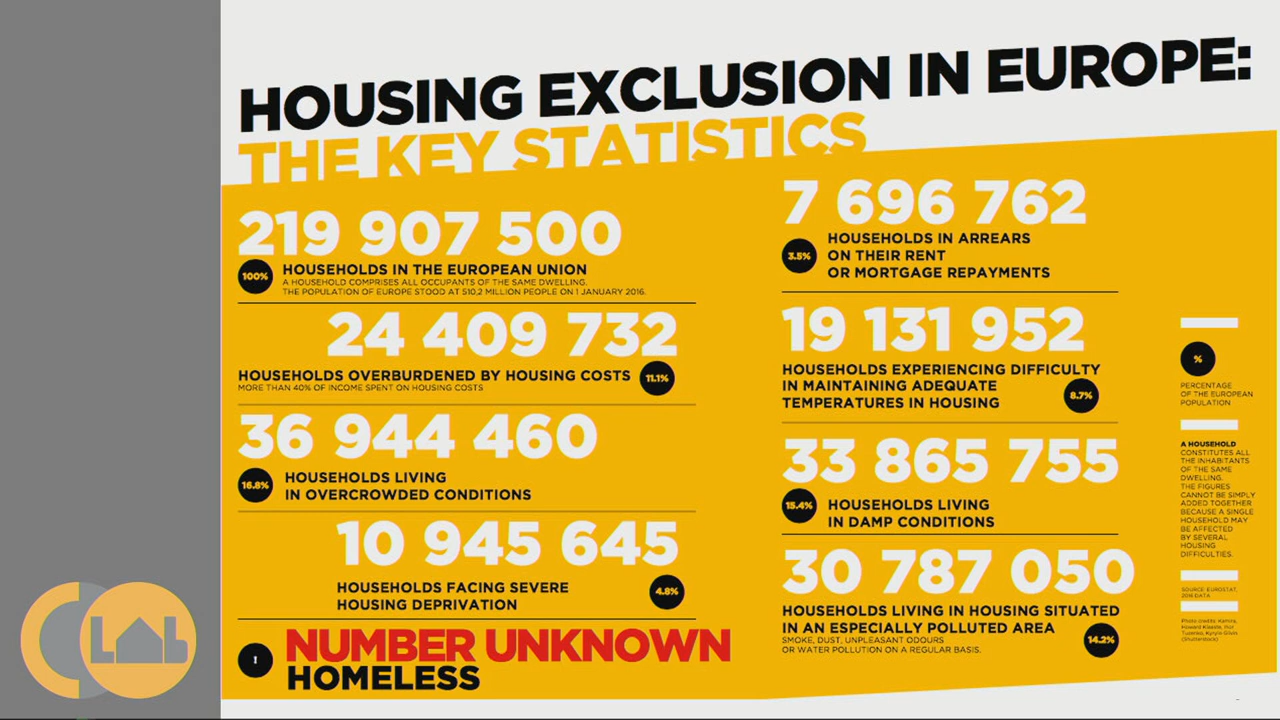 HOUSING EXCLUSION IN EUROPE:
THE KEY STATISTICS
219 907 500
100%
HOUSEHOLDS IN THE EUROPEAN UNION
A HOUSEHOLD COMPRISES ALL OCCUPANTS OF THE SAME DWELLING.
THE POPULATION OF EUROPE STOOD AT 510,2 MILLION PEOPLE ON 1 JANUARY 2016.
24 409 732
HOUSEHOLDS OVERBURDENED BY HOUSING COSTS
11.1%
MORE THAN 40% OF INCOME SPENT ON HOUSING COSTS
36 944 460
16.8%
HOUSEHOLDS LIVING
IN OVERCROWDED CONDITIONS
10 945 645
HOUSEHOLDS FACING SEVERE
HOUSING DEPRIVATION
4.8%
!
NUMBER UNKNOWN
HOMELESS
7 696 762
3.5%
HOUSEHOLDS IN ARREARS
ON THEIR RENT
OR MORTGAGE REPAYMENTS
19 131 952
HOUSEHOLDS EXPERIENCING DIFFICULTY
IN MAINTAINING ADEQUATE
TEMPERATURES IN HOUSING
8.7%
33 865 755
15.4%
HOUSEHOLDS LIVING
IN DAMP CONDITIONS
30 787 050
HOUSEHOLDS LIVING IN HOUSING SITUATED
IN AN ESPECIALLY POLLUTED AREA
SMOKE, DUST, UNPLEASANT ODOURS
OR WATER POLLUTION ON A REGULAR BASIS.
14.2%
%
PERCENTAGE
OF THE EUROPEAN
POPULATION
A HOUSEHOLD
CONSTITUTES ALL
THE INHABITANTS
OF THE SAME
DWELLING.
THE FIGURES
CANNOT BE SIMPLY
ADDED TOGETHER
BECAUSE A SINGLE
HOUSEHOLD MAY
BE AFFECTED
BY SEVERAL
HOUSING
DIFFICULTIES.
SOURCE: EUROSTAT,
2016 DATA
Photo credits: Kamira,
(Shutterstock)